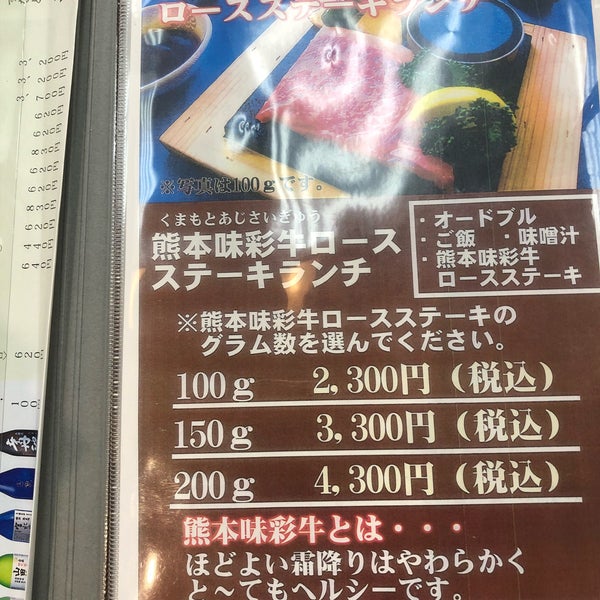 ロースステーキランチ
※写真は100gです。
くまもとあじさいぎゅう
熊本味彩牛ロース
ステーキランチ
・オードブル
・ご飯 ・味噌汁
・熊本味彩牛
ロースステーキ
※熊本味彩牛ロースステーキの
グラム数を選んでください。
100g 2,300円（税込）
150g 3,300円（税込）
200g 4,300円（税込）
熊本味彩牛とは・・・
ほどよい霜降りはやわらかく
と〜てもヘルシーです。